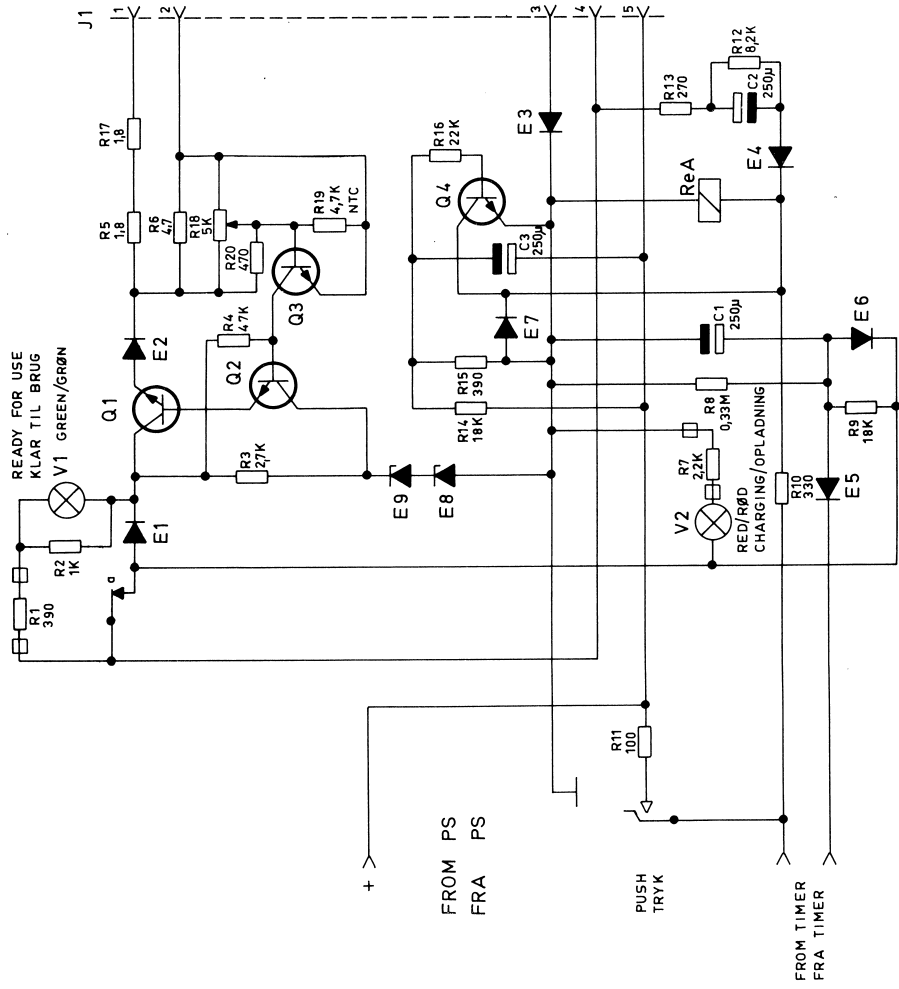 READY FOR USE
KLAR TIL BRUG
V1 GREEN/GRØN
J1
1
2
3
4
5
R17
1,8
R5
1,8
R6
4,7
R18
5K
R20
470
R19
4,7K
NTC
Q3
R4
47K
Q2
E2
Q1
R3
2,7K
E9
E8
E1
R2
1K
R1
390
a
R16
22K
Q4
C3
250µ
E3
E7
R15
390
R14
18K
R13
270
R12
8,2K
C2
250µ
E4
ReA
C1
250µ
E6
R8
0,33M
R9
18K
R7
2,2K
V2
RED/RØD
CHARGING/OPLADNING
R10
330
E5
R11
100
+
FROM PS
FRA PS
PUSH
TRYK
FROM TIMER
FRA TIMER